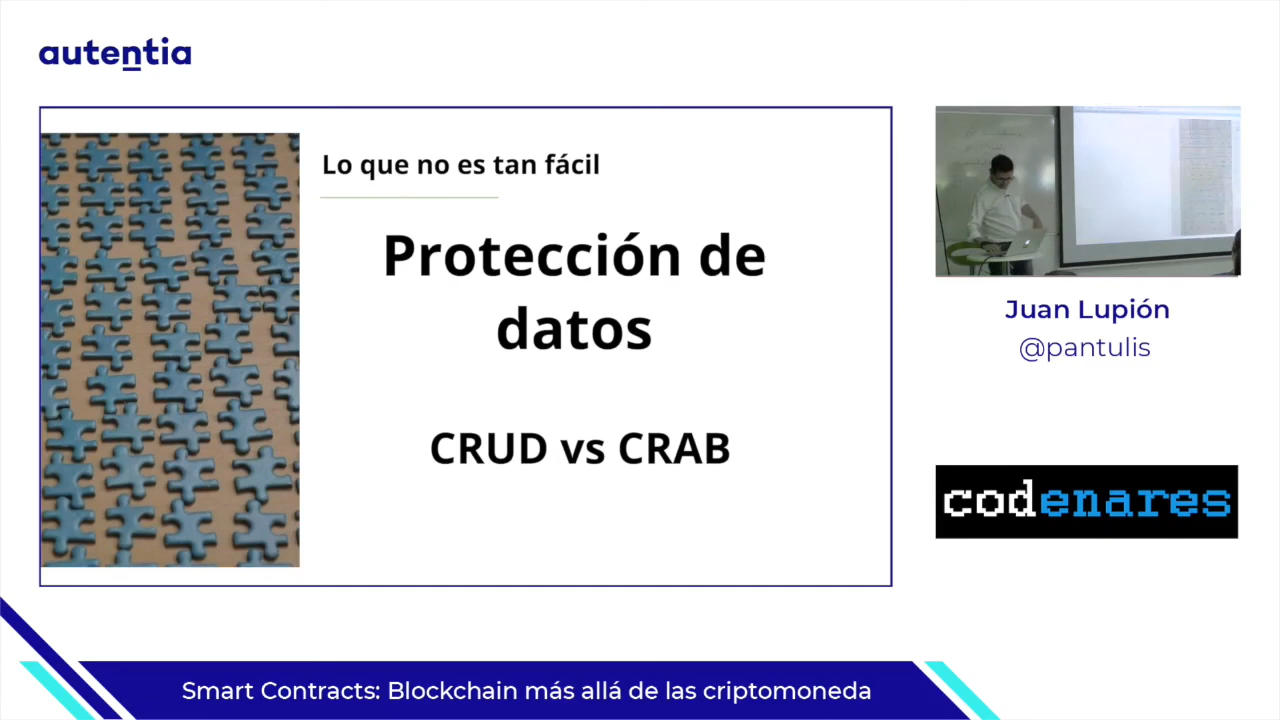 autentia
Lo que no es tan fácil
Protección de
datos
CRUD vs CRAB
Juan Lupión
@pantulis
codenares
Smart Contracts: Blockchain más allá de las criptomoneda